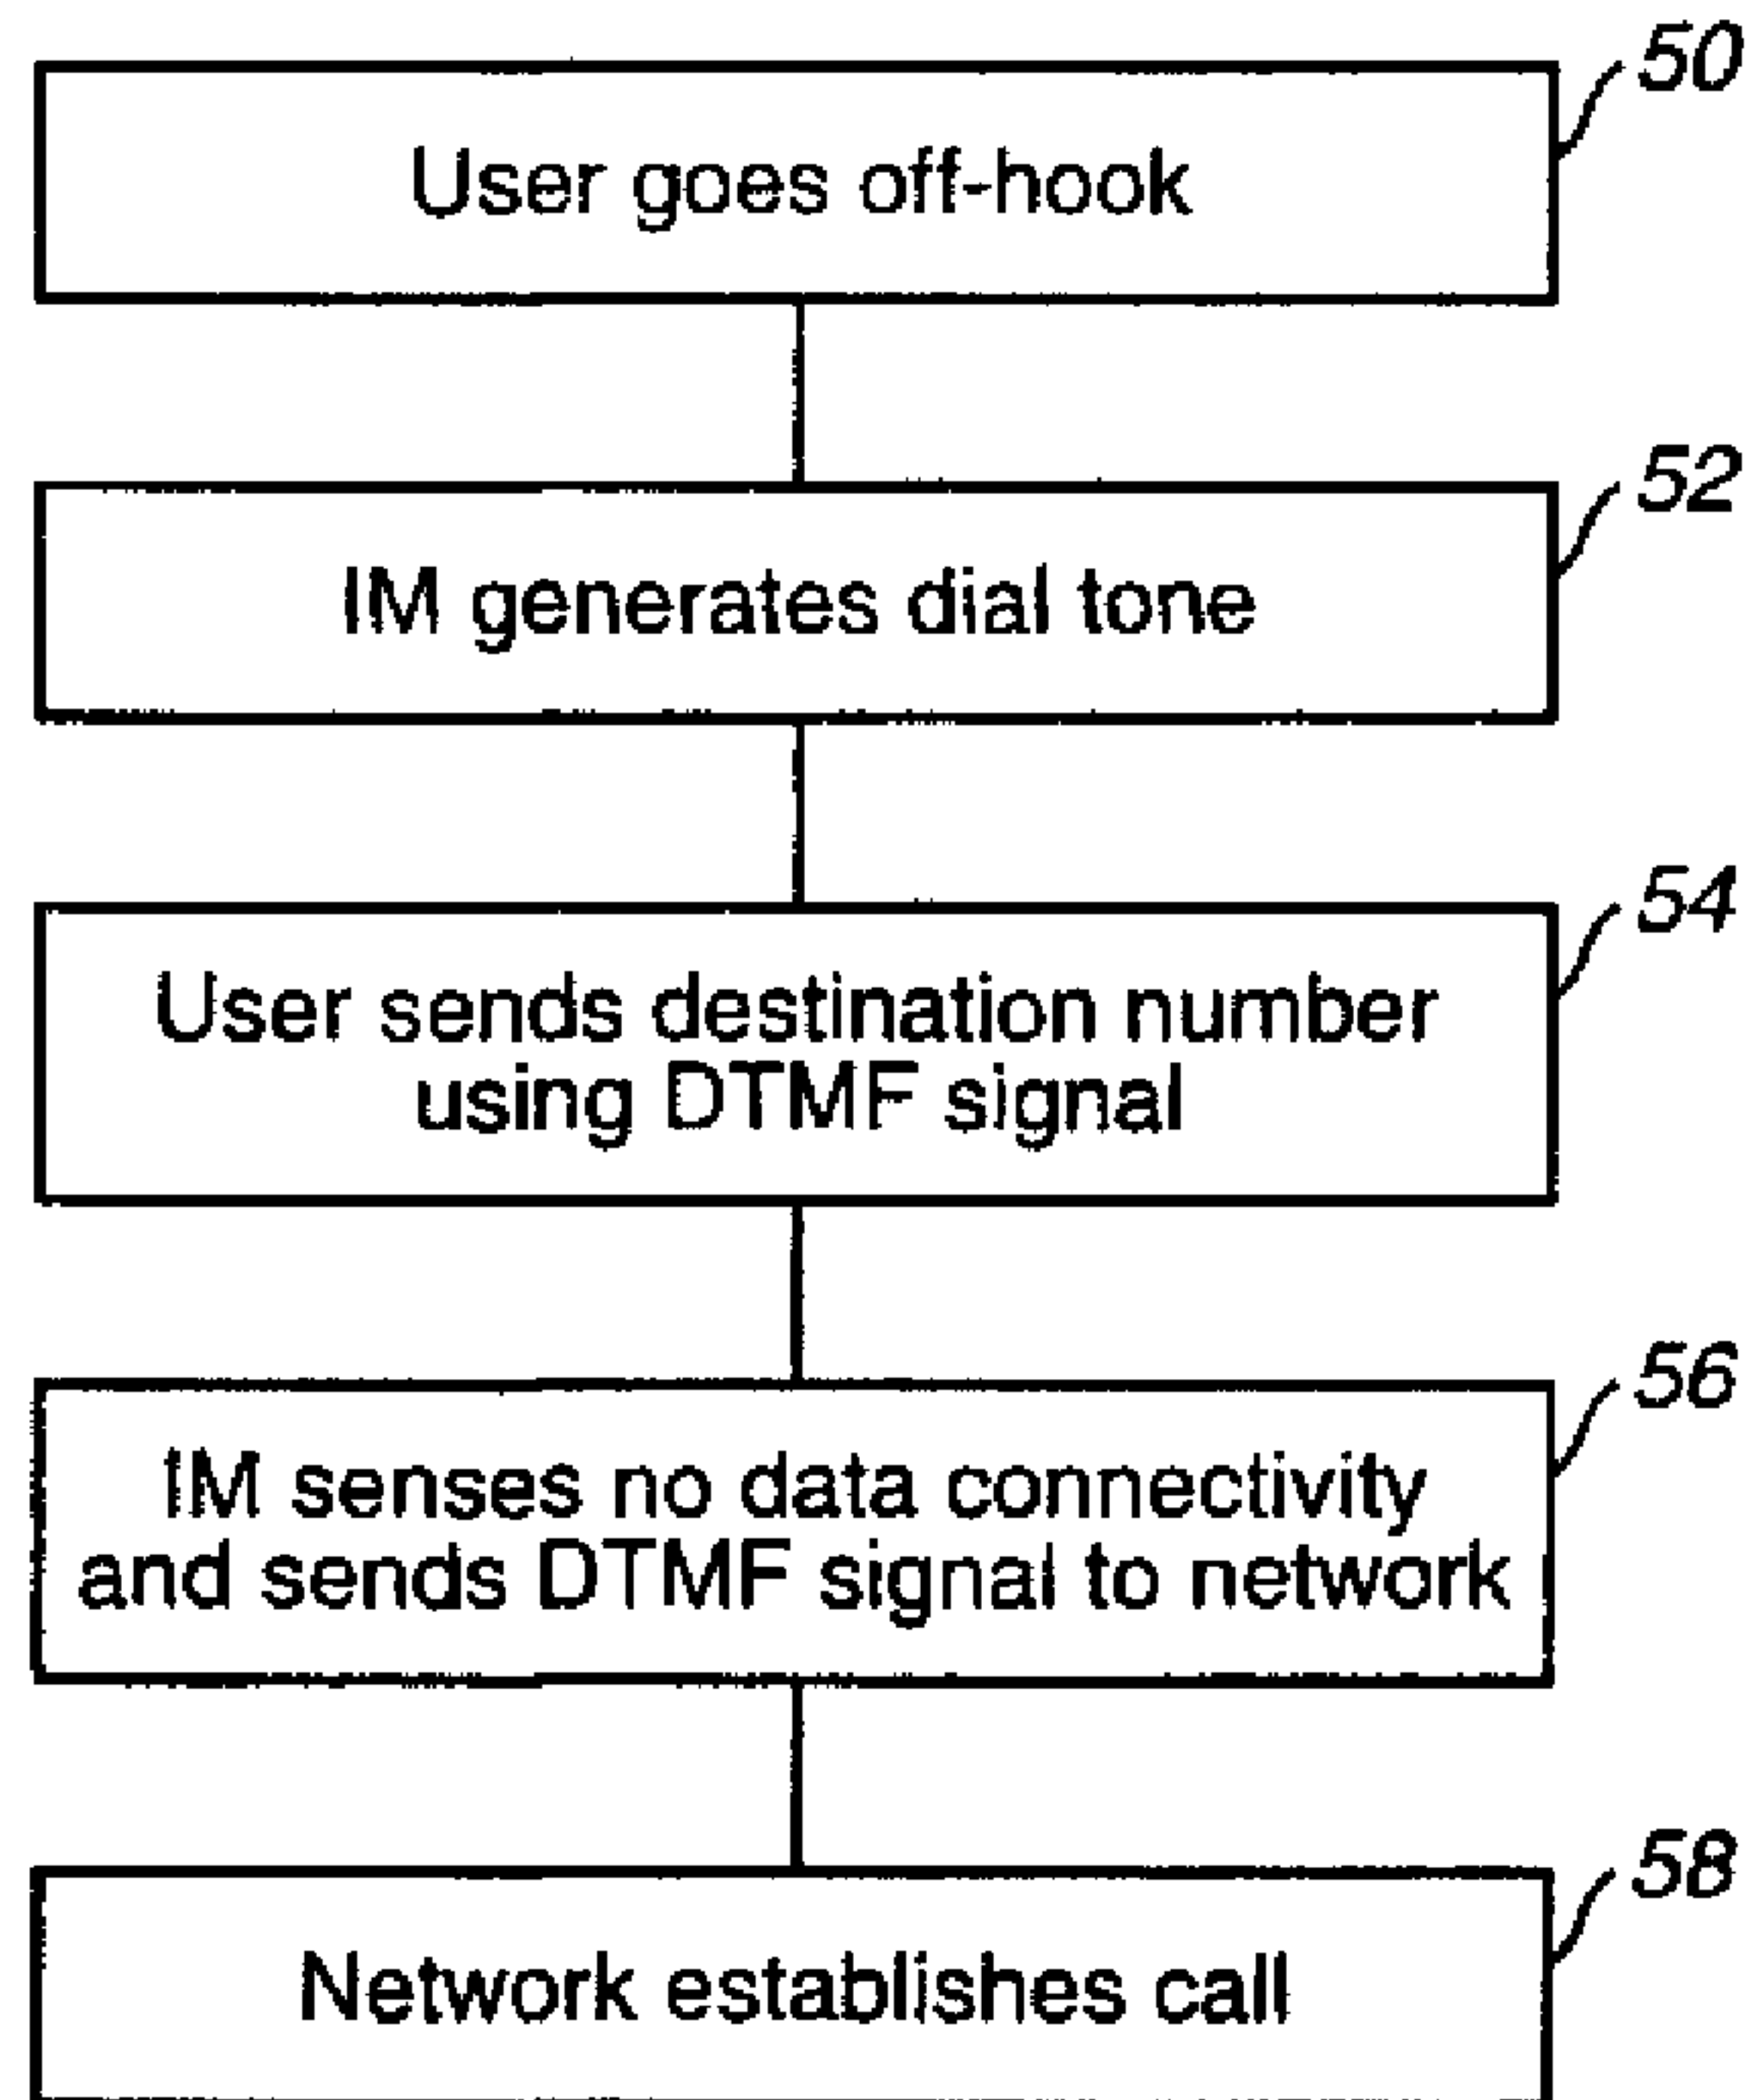 50
User goes off-hook
52
IM generates dial tone
54
User sends destination number
using DTMF signal
56
IM senses no data connectivity
and sends DTMF signal to network
58
Network establishes call